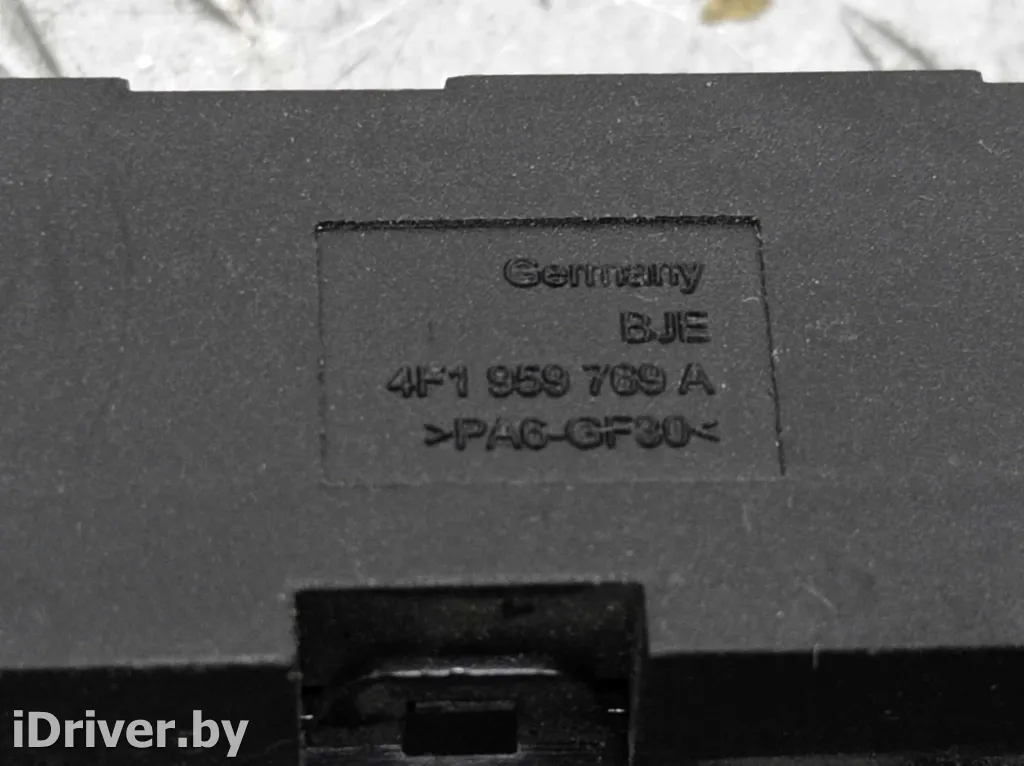 Germany
BJE
4F1 959 769 A
>PA6-GF30<
iDriver.by